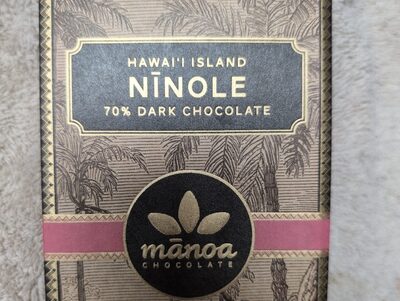 HAWAI'I ISLAND
NĪNOLE
70% DARK CHOCOLATE
mānoa
CHOCOLATE